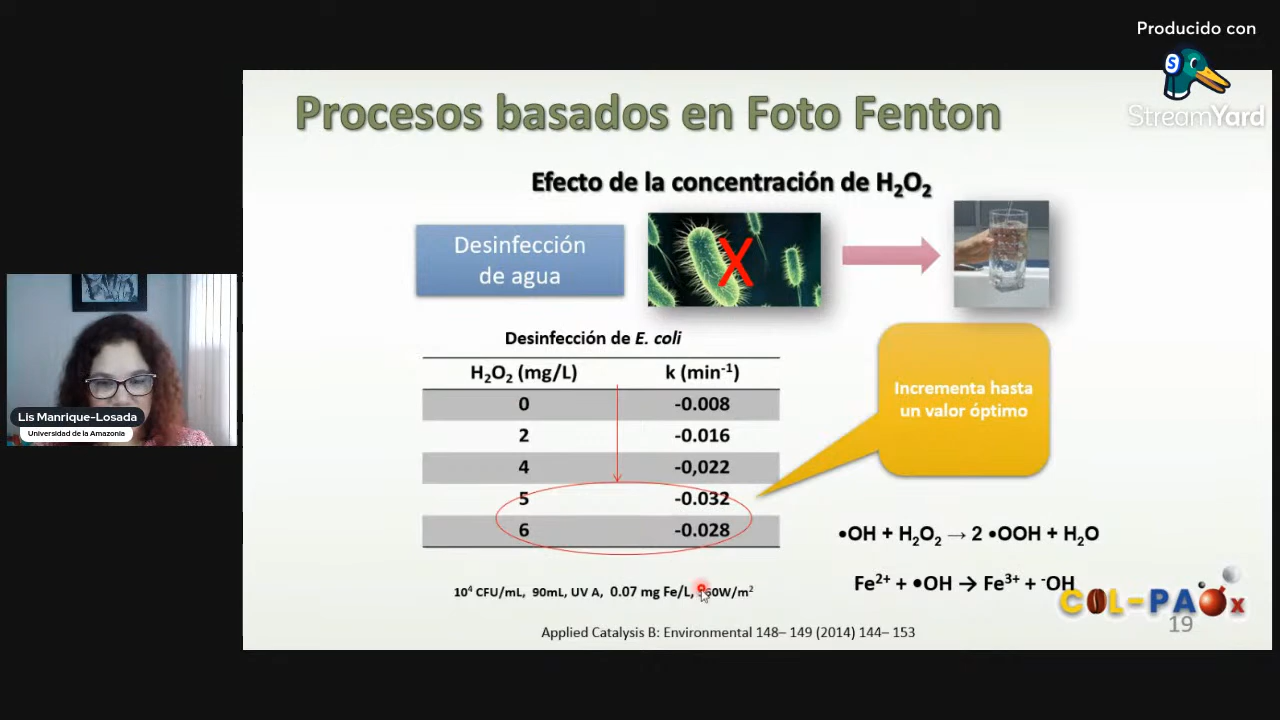 Producido con
StreamYard
Procesos basados en Foto Fenton
Efecto de la concentración de H₂O₂
Desinfección
de agua
X
Desinfección de E. coli
H₂O₂ (mg/L) k (min⁻¹)
0 -0.008
2 -0.016
4 -0,022
5 -0.032
6 -0.028
Incrementa hasta
un valor óptimo
•OH + H₂O₂ → 2 •OOH + H₂O
Fe²⁺ + •OH → Fe³⁺ + ⁻OH
10⁴ CFU/mL, 90mL, UV A, 0.07 mg Fe/L,
Applied Catalysis B: Environmental 148– 149 (2014) 144– 153
COL-PAOx
19
Lis Manrique-Losada
Universidad de la Amazonia